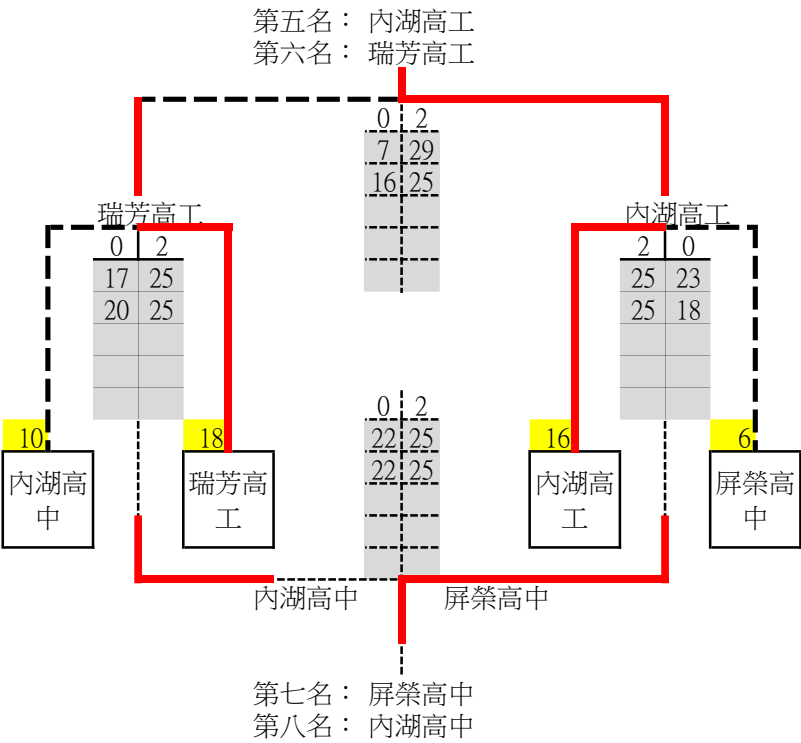 第五名： 內湖高工
第六名： 瑞芳高工
0 2
7 29
16 25
瑞芳高工
內湖高工
0 2
2 0
17 25
25 23
20 25
25 18
0 2
22 25
22 25
10
18
16
6
內湖高
中
瑞芳高
工
內湖高
工
屏榮高
中
內湖高中
屏榮高中
第七名： 屏榮高中
第八名： 內湖高中